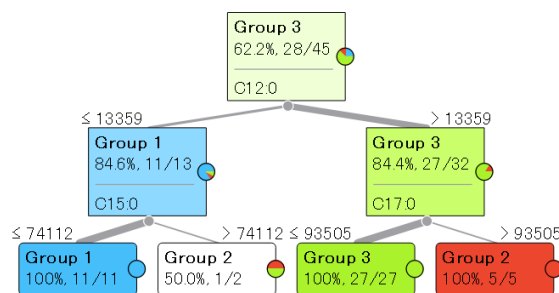 Group 3
62.2%, 28/45
C12:0
≤ 13359
> 13359
Group 1
84.6%, 11/13
C15:0
Group 3
84.4%, 27/32
C17:0
≤ 74112
> 74112
≤ 93505
> 93505
Group 1
100%, 11/11
Group 2
50.0%, 1/2
Group 3
100%, 27/27
Group 2
100%, 5/5